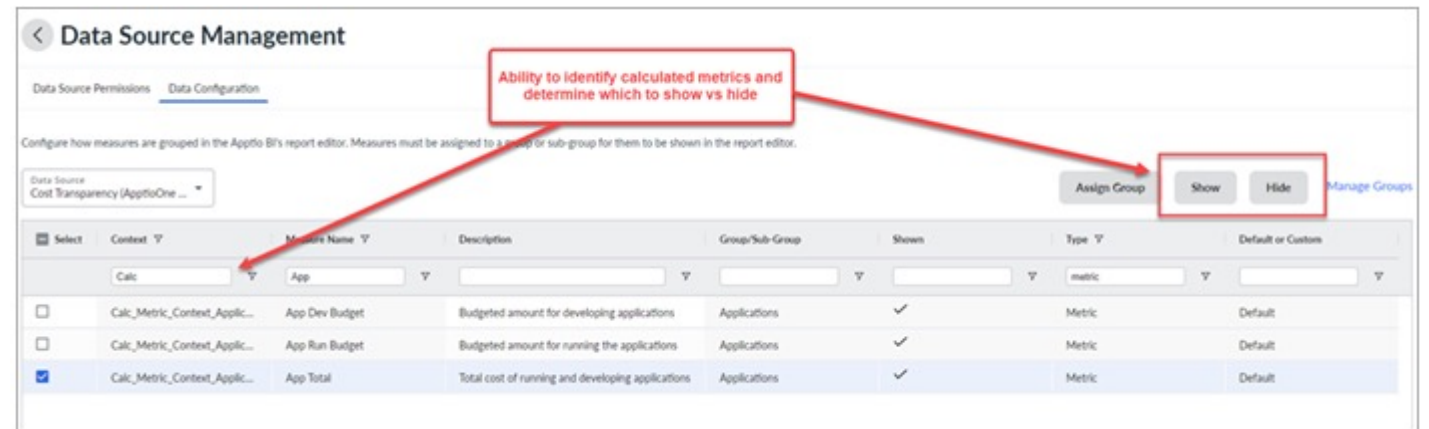 Data Source Management
Ability to identify calculated metrics and
determine which to show vs hide
Data Source Permissions Data Configuration
Configure how measures are grouped in the Apptio BI's report editor. Measures must be assigned to a group or sub-group for them to be shown in the report editor.
Data Source
Cost Transparency (ApptioOne ...
Assign Group Show Hide Manage Groups
Select Context Measure Name Description Group/Sub-Group Shown Type Default or Custom
Calc App metric
Calc_Metric_Context_Applic... App Dev Budget Budgeted amount for developing applications Applications Metric Default
Calc_Metric_Context_Applic... App Run Budget Budgeted amount for running the applications Applications Metric Default
Calc_Metric_Context_Applic... App Total Total cost of running and developing applications Applications Metric Default